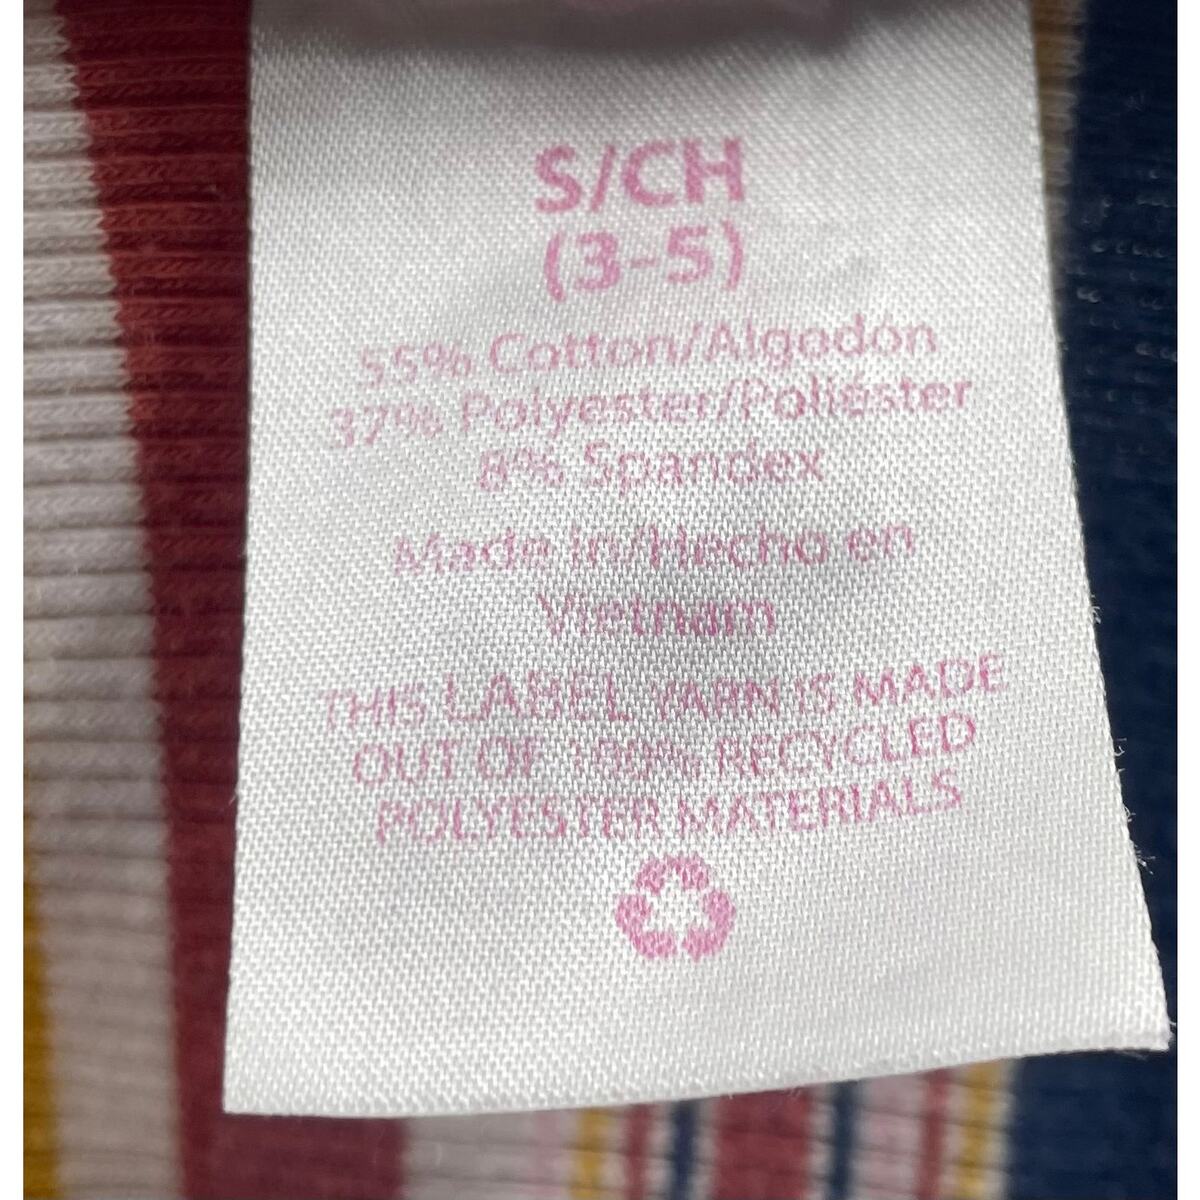 S/CH
(3-5)
55% Cotton/Algodón
37% Polyester/Poliéster
8% Spandex
Made in/Hecho en
Vietnam
THIS LABEL YARN IS MADE
OUT OF 100% RECYCLED
POLYESTER MATERIALS